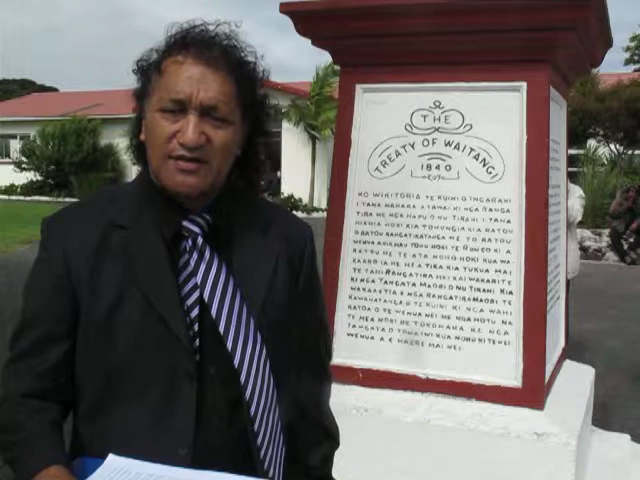 THE
TREATY OF WAITANGI
1840
KO WIKITORIA TE KUINI O INGARANI
I TANA MAHARA ATAWAI KI NGA RANGA
TIRA ME NGA HAPU O NU TIRANI I TANA
HIAHIA HOKI KIA TOHUNGIA KIA RATOU
O RATOU RANGATIRATANGA ME TO RATOU
WENUA A KIA MAU TONU HOKI TE RONGO KI A
RATOU ME TE ATA NOHO HOKI KUA WA
KAARO IA HE MEA TIKA KIA TUKUA MAI
TE TANI RANGATIRA HEI KAI WAKARITE
KI NGA TANGATA MAORI O NU TIRANI KIA
WAKAAETIA E NGA RANGATIRA MAORI TE
KAWANATANGA O TE KUINI KI NGA WAHI
KATOA O TE WENUA NEI ME NGA MOTU NA
TE MEA HOKI HE TOKOMAHA KE NGA
TANGATA O TONA IWI KUA NOHO KI TENEI
WENUA A E HAERE MAI NEI